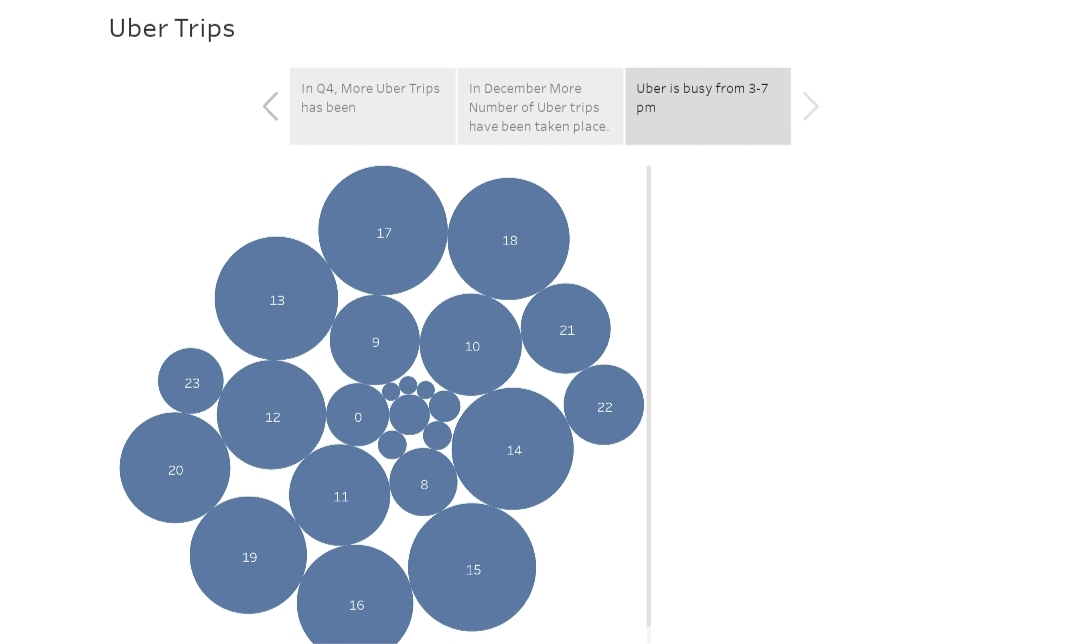 Uber Trips
In Q4, More Uber Trips
has been
In December More
Number of Uber trips
have been taken place.
Uber is busy from 3-7
pm
17
18
13
21
9
10
23
22
12
0
14
20
8
11
19
15
16